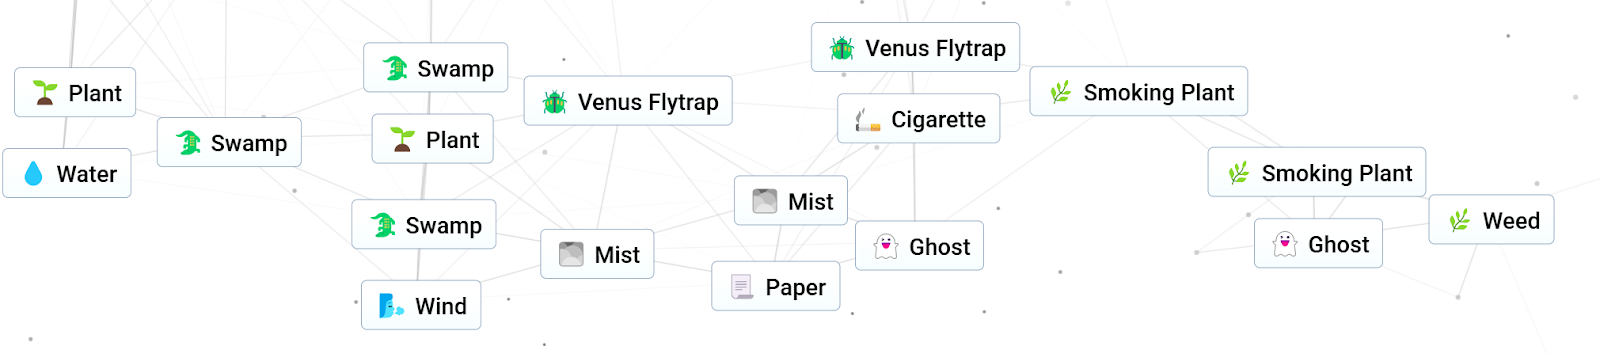 Plant
Water
Swamp
Swamp
Plant
Swamp
Wind
Venus Flytrap
Mist
Mist
Paper
Venus Flytrap
Cigarette
Ghost
Smoking Plant
Smoking Plant
Ghost
Weed